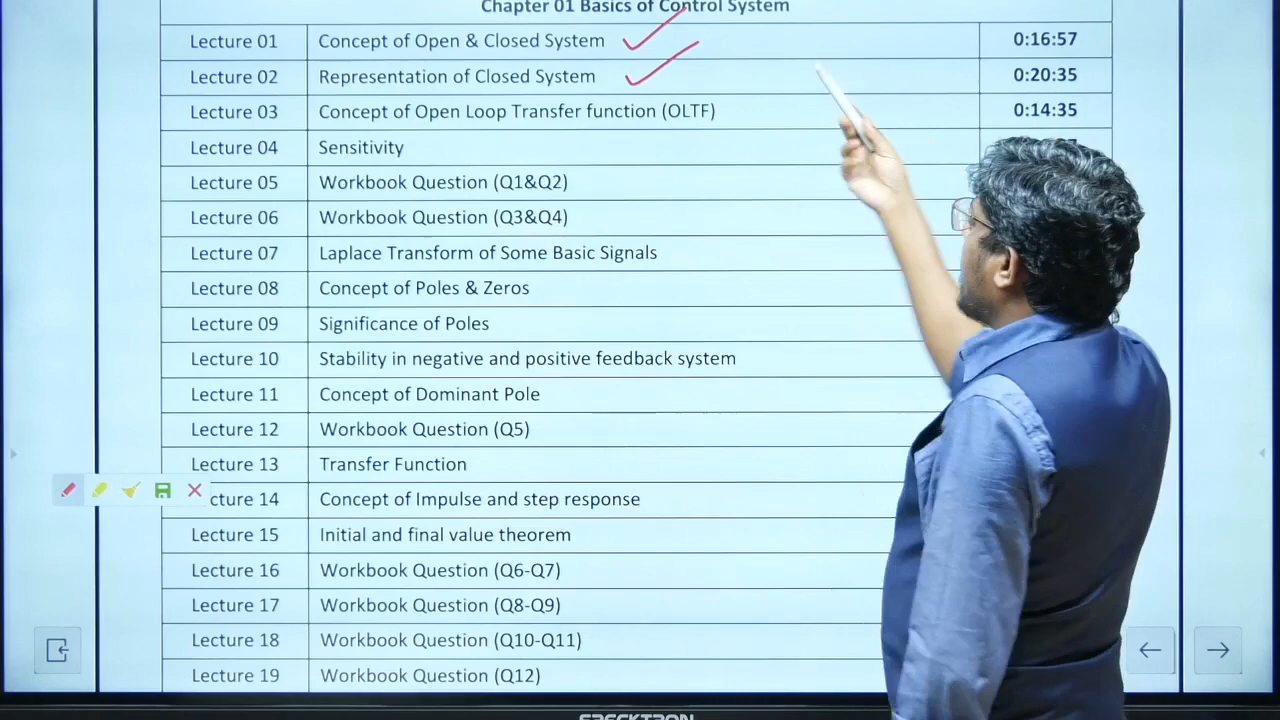 Chapter 01 Basics of Control System
Lecture 01 Concept of Open & Closed System 0:16:57
Lecture 02 Representation of Closed System 0:20:35
Lecture 03 Concept of Open Loop Transfer function (OLTF) 0:14:35
Lecture 04 Sensitivity
Lecture 05 Workbook Question (Q1&Q2)
Lecture 06 Workbook Question (Q3&Q4)
Lecture 07 Laplace Transform of Some Basic Signals
Lecture 08 Concept of Poles & Zeros
Lecture 09 Significance of Poles
Lecture 10 Stability in negative and positive feedback system
Lecture 11 Concept of Dominant Pole
Lecture 12 Workbook Question (Q5)
Lecture 13 Transfer Function
cture 14 Concept of Impulse and step response
Lecture 15 Initial and final value theorem
Lecture 16 Workbook Question (Q6-Q7)
Lecture 17 Workbook Question (Q8-Q9)
Lecture 18 Workbook Question (Q10-Q11)
Lecture 19 Workbook Question (Q12)
SPECKTRON